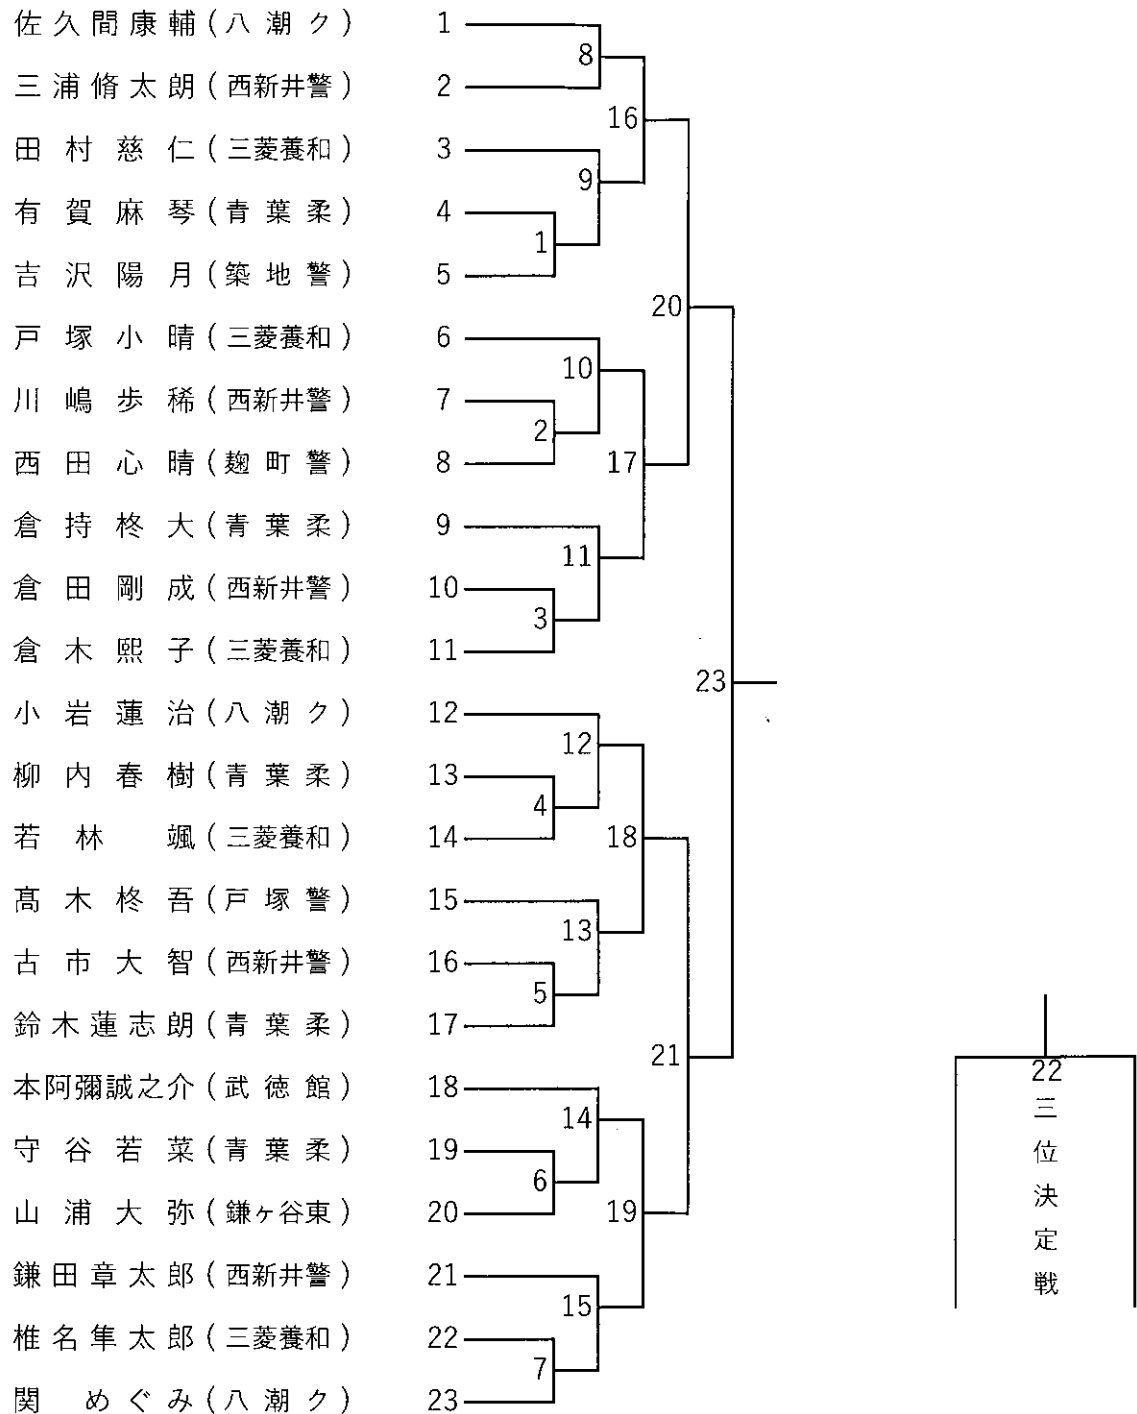 佐久間康輔(八潮ク) 1
三浦脩太朗(西新井警) 2
田村慈仁(三菱養和) 3
有賀麻琴(青葉柔) 4
吉沢陽月(築地警) 5
戸塚小晴(三菱養和) 6
川嶋歩稀(西新井警) 7
西田心晴(麹町警) 8
倉持柊大(青葉柔) 9
倉田剛成(西新井警) 10
倉木熙子(三菱養和) 11
小岩蓮治(八潮ク) 12
柳内春樹(青葉柔) 13
若林颯(三菱養和) 14
髙木柊吾(戸塚警) 15
古市大智(西新井警) 16
鈴木蓮志朗(青葉柔) 17
本阿彌誠之介(武徳館) 18
守谷若菜(青葉柔) 19
山浦大弥(鎌ヶ谷東) 20
鎌田章太郎(西新井警) 21
椎名隼太郎(三菱養和) 22
関めぐみ(八潮ク) 23
1
2
3
4
5
6
7
8
9
10
11
12
13
14
15
16
17
18
19
20
21
23
22
三位決定戦